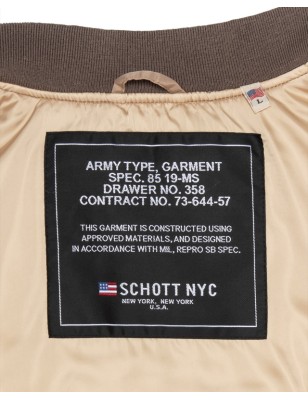 L
ARMY TYPE, GARMENT
SPEC. 85 19-MS
DRAWER NO. 358
CONTRACT NO. 73-644-57
THIS GARMENT IS CONSTRUCTED USING
APPROVED MATERIALS, AND DESIGNED
IN ACCORDANCE WITH MIL, REPRO SB SPEC.
SCHOTT NYC
NEW YORK, NEW YORK
U.S.A.